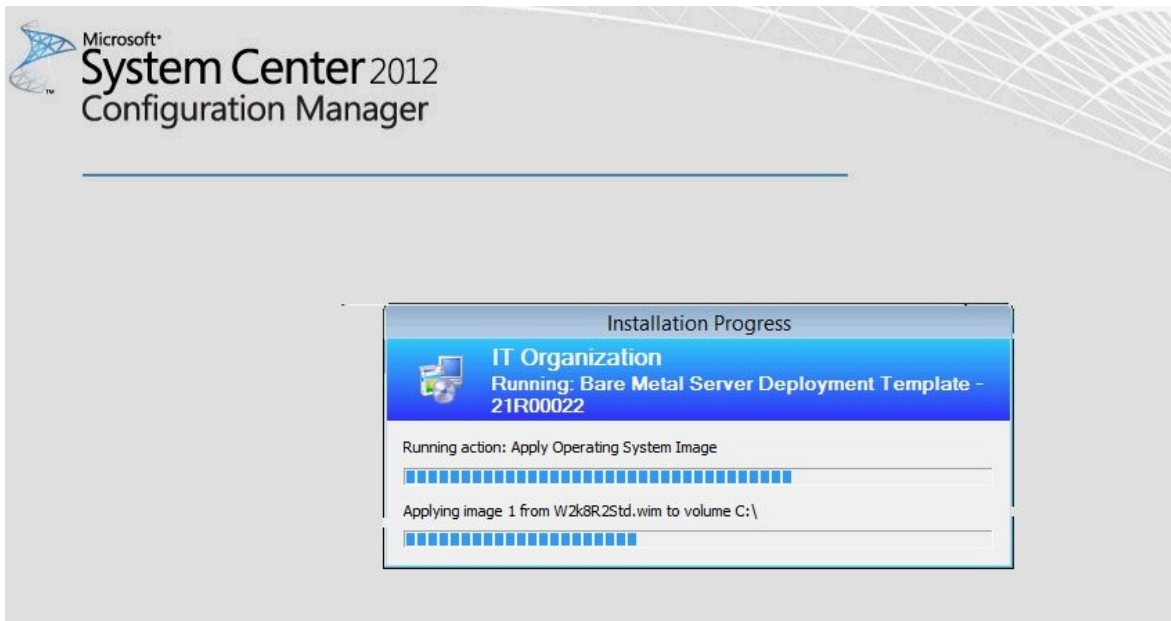 Microsoft®
System Center 2012
Configuration Manager
Installation Progress
IT Organization
Running: Bare Metal Server Deployment Template -
21R00022
Running action: Apply Operating System Image
Applying image 1 from W2k8R2Std.wim to volume C:\